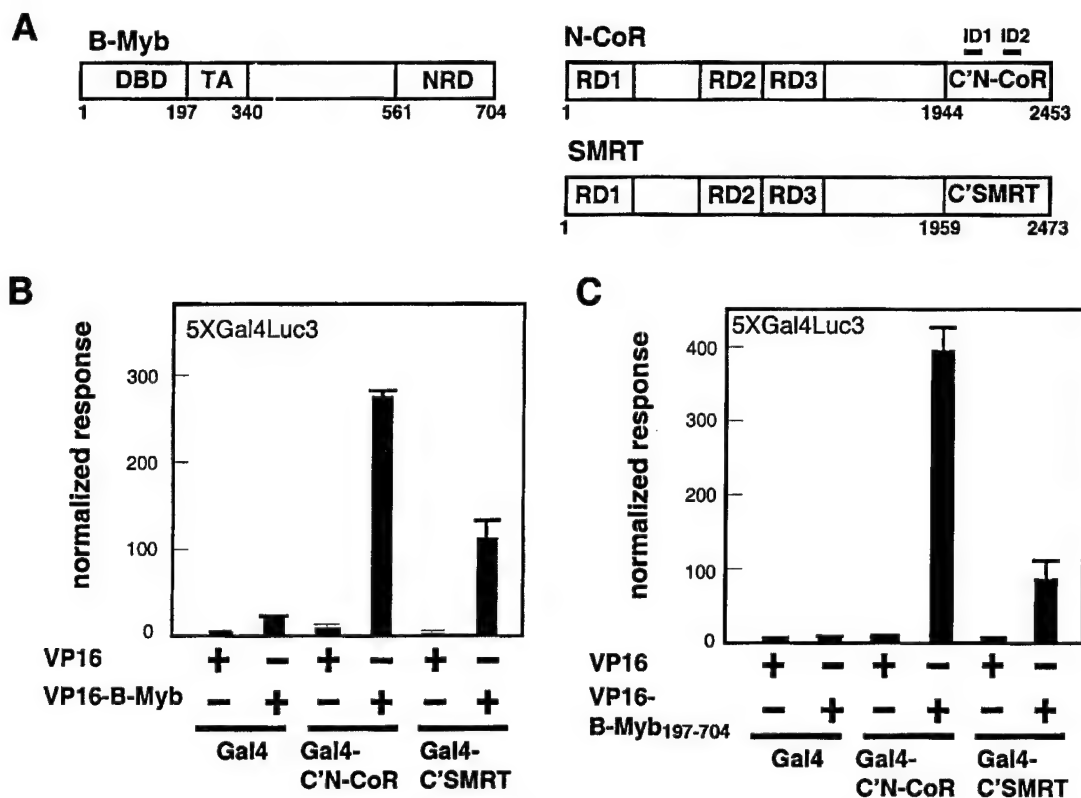 A
B-Myb
DBD TA NRD
1 197 340 561 704
N-CoR
ID1 ID2
RD1 RD2 RD3 C'N-CoR
1 1944 2453
SMRT
RD1 RD2 RD3 C'SMRT
1 1959 2473
B
5XGal4Luc3
normalized response
300
200
100
0
VP16 + − + − + −
VP16-B-Myb − + − + − +
Gal4 Gal4-C'N-CoR Gal4-C'SMRT
C
5XGal4Luc3
normalized response
400
300
200
100
0
VP16 + − + − + −
VP16-B-Myb197-704 − + − + − +
Gal4 Gal4-C'N-CoR Gal4-C'SMRT